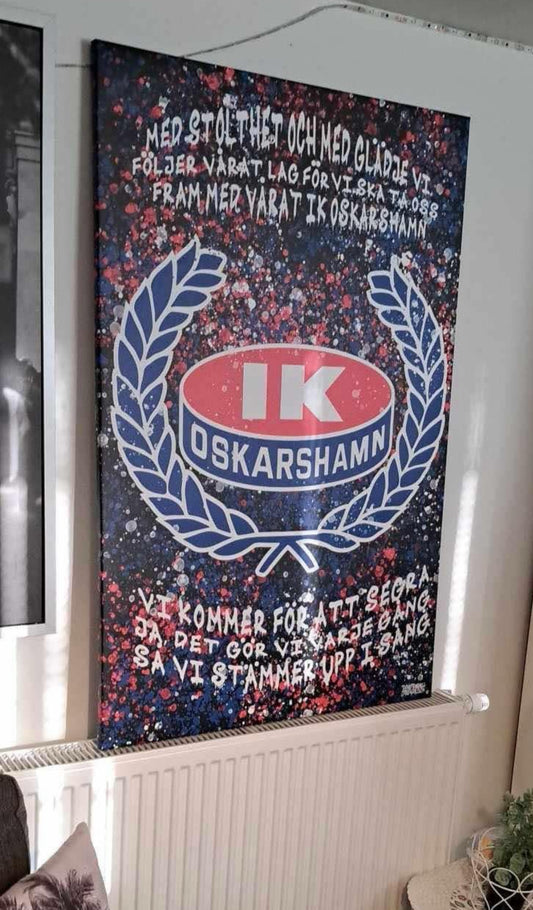 MED STOLTHET OCH MED GLÄDJE VI
FÖLJER VÅRAT LAG FÖR VI SKA TA OSS
FRAM MED VÅRAT IK OSKARSHAMN
IK
OSKARSHAMN
VI KOMMER FÖR ATT SEGRA
JA, DET GÖR VI VARJE GÅNG
SÅ VI STÄMMER UPP I SÅNG